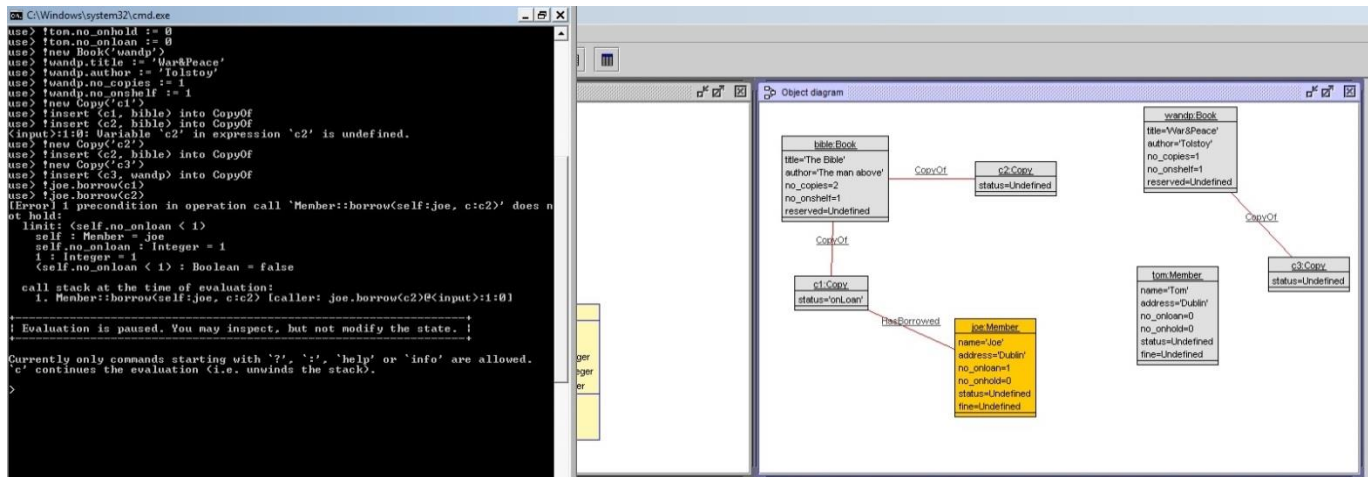 C:\Windows\system32\cmd.exe
use> !tom.no_onhold := 0
use> !tom.no_onloan := 0
use> !new Book('wandp')
use> !wandp.title := 'War&Peace'
use> !wandp.author := 'Tolstoy'
use> !wandp.no_copies := 1
use> !wandp.no_onshelf := 1
use> !new Copy('c1')
use> !insert (c1, bible) into CopyOf
use> !insert (c2, bible) into CopyOf
<input>:1:0: Variable `c2' in expression `c2' is undefined.
use> !new Copy('c2')
use> !insert (c2, bible) into CopyOf
use> !new Copy('c3')
use> !insert (c3, wandp) into CopyOf
use> !joe.borrow(c1)
use> !joe.borrow(c2)
[Error] 1 precondition in operation call `Member::borrow(self:joe, c:c2)' does n
ot hold:
limit: (self.no_onloan < 1)
self : Member = joe
self.no_onloan : Integer = 1
1 : Integer = 1
(self.no_onloan < 1) : Boolean = false
call stack at the time of evaluation:
1. Member::borrow(self:joe, c:c2) [caller: joe.borrow(c2)@<input>:1:0]
+------------------------------------------------------------------+
! Evaluation is paused. You may inspect, but not modify the state. !
+------------------------------------------------------------------+
Currently only commands starting with `?', `:', `help' or `info' are allowed.
`c' continues the evaluation (i.e. unwinds the stack).
>
ger
eger
er
Object diagram
bible:Book
title='The Bible'
author='The man above'
no_copies=2
no_onshelf=1
reserved=Undefined
CopyOf
c2:Copy
status=Undefined
wandp:Book
title='War&Peace'
author='Tolstoy'
no_copies=1
no_onshelf=1
reserved=Undefined
CopyOf
CopyOf
c1:Copy
status='onLoan'
HasBorrowed
joe:Member
name='Joe'
address='Dublin'
no_onloan=1
no_onhold=0
status=Undefined
fine=Undefined
tom:Member
name='Tom'
address='Dublin'
no_onloan=0
no_onhold=0
status=Undefined
fine=Undefined
c3:Copy
status=Undefined